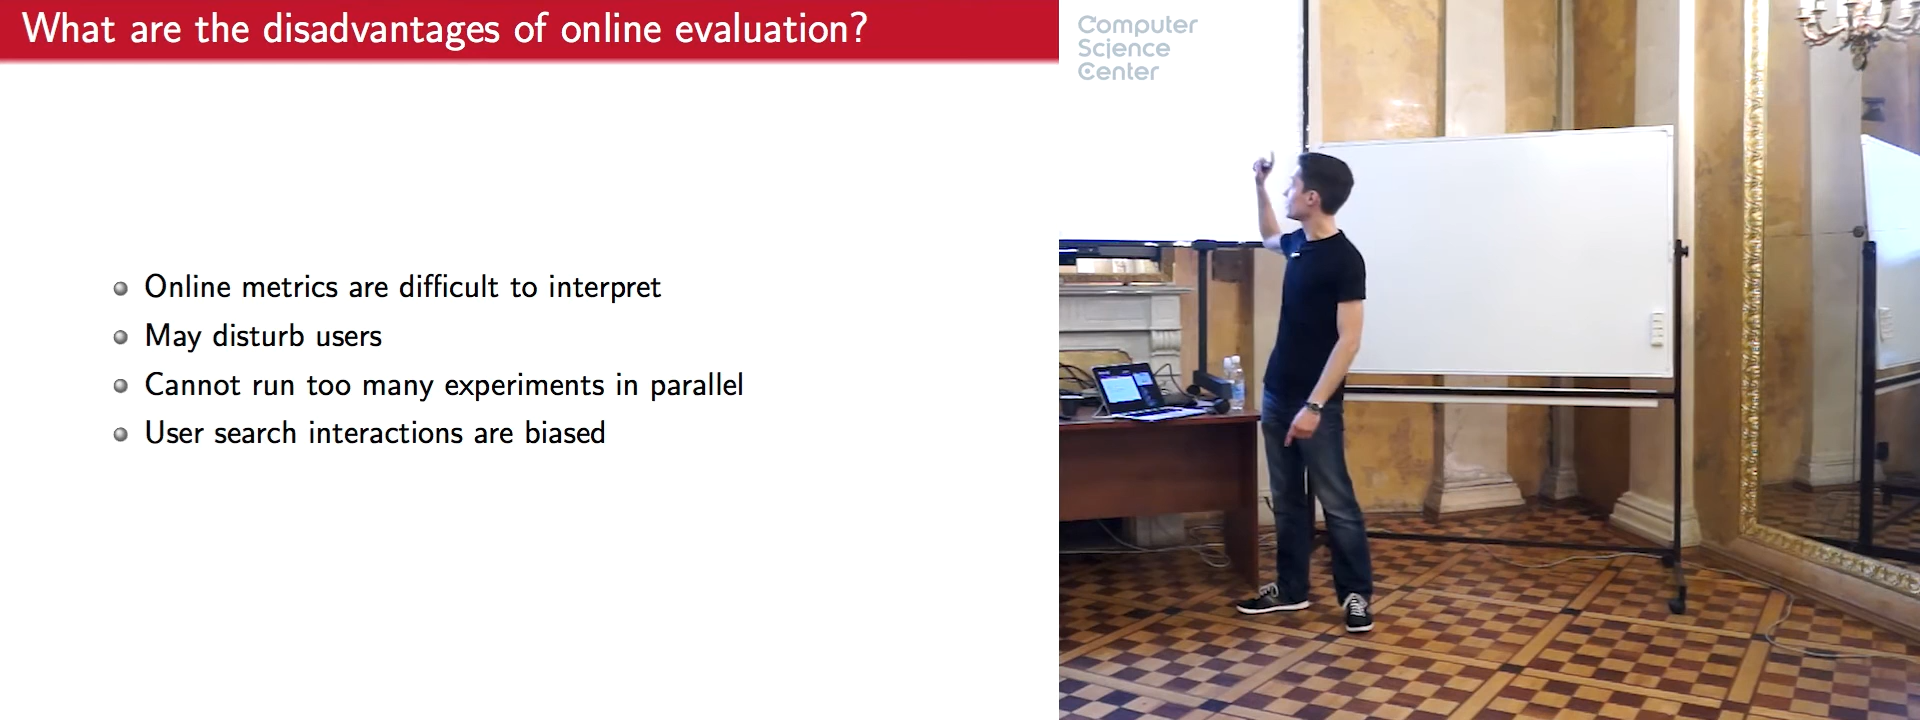 What are the disadvantages of online evaluation?
Online metrics are difficult to interpret
May disturb users
Cannot run too many experiments in parallel
User search interactions are biased
Computer
Science
Center